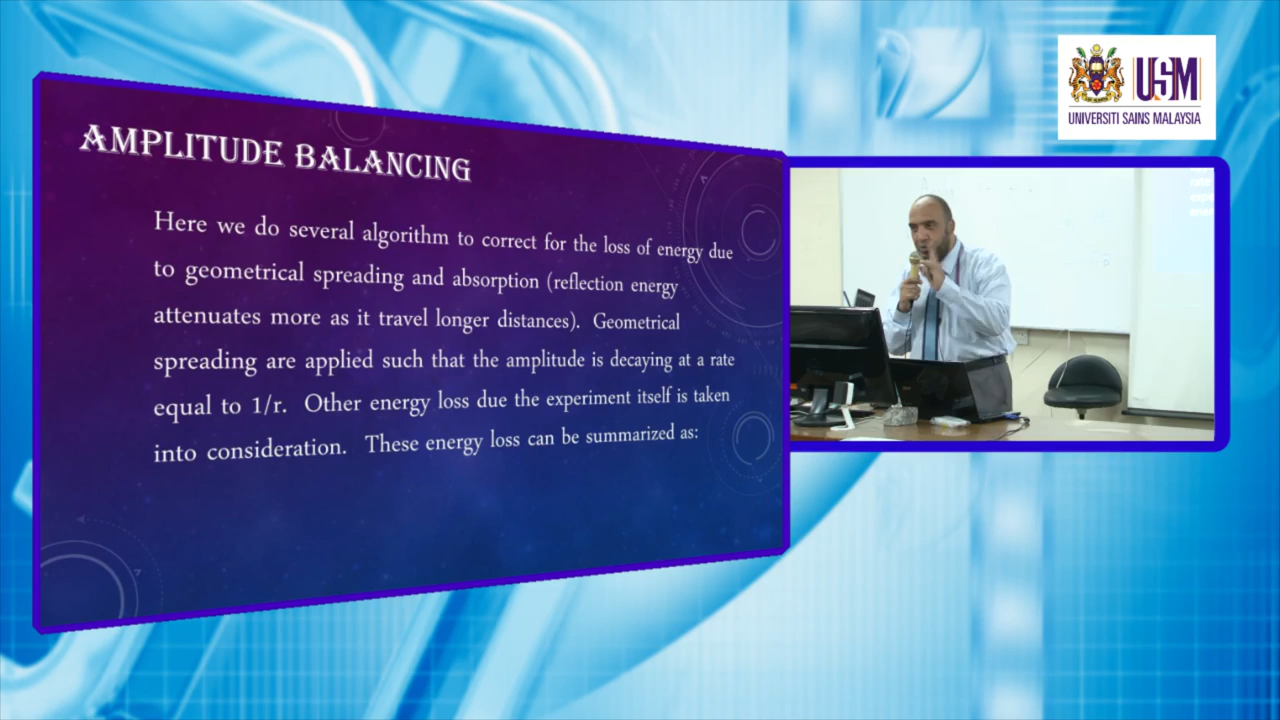 AMPLITUDE BALANCING
Here we do several algorithm to correct for the loss of energy due
to geometrical spreading and absorption (reflection energy
attenuates more as it travel longer distances). Geometrical
spreading are applied such that the amplitude is decaying at a rate
equal to 1/r. Other energy loss due the experiment itself is taken
into consideration. These energy loss can be summarized as:
USM
UNIVERSITI SAINS MALAYSIA